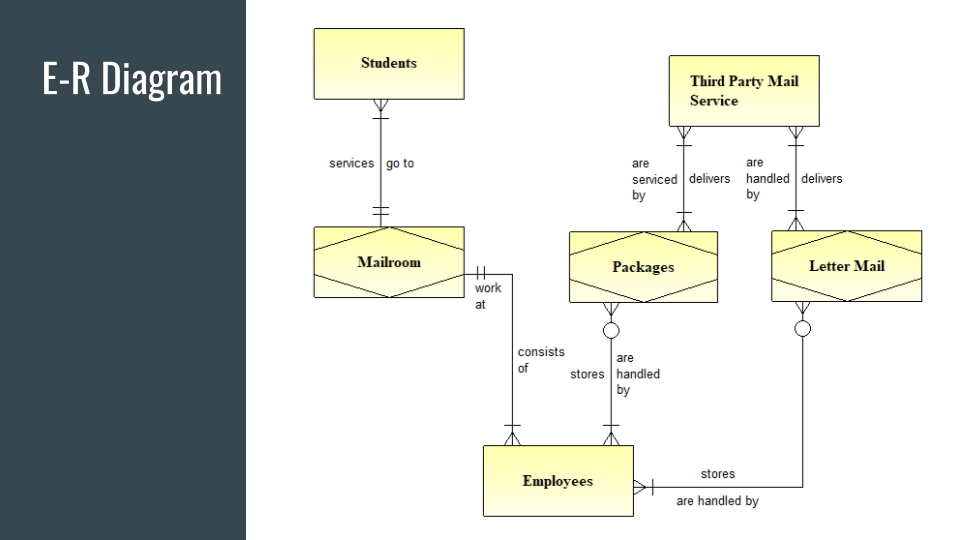 E-R Diagram
Students
Third Party Mail
Service
services
go to
are
serviced
by
delivers
are
handled
by
delivers
Mailroom
Packages
Letter Mail
work
at
consists
of
stores
are
handled
by
Employees
stores
are handled by